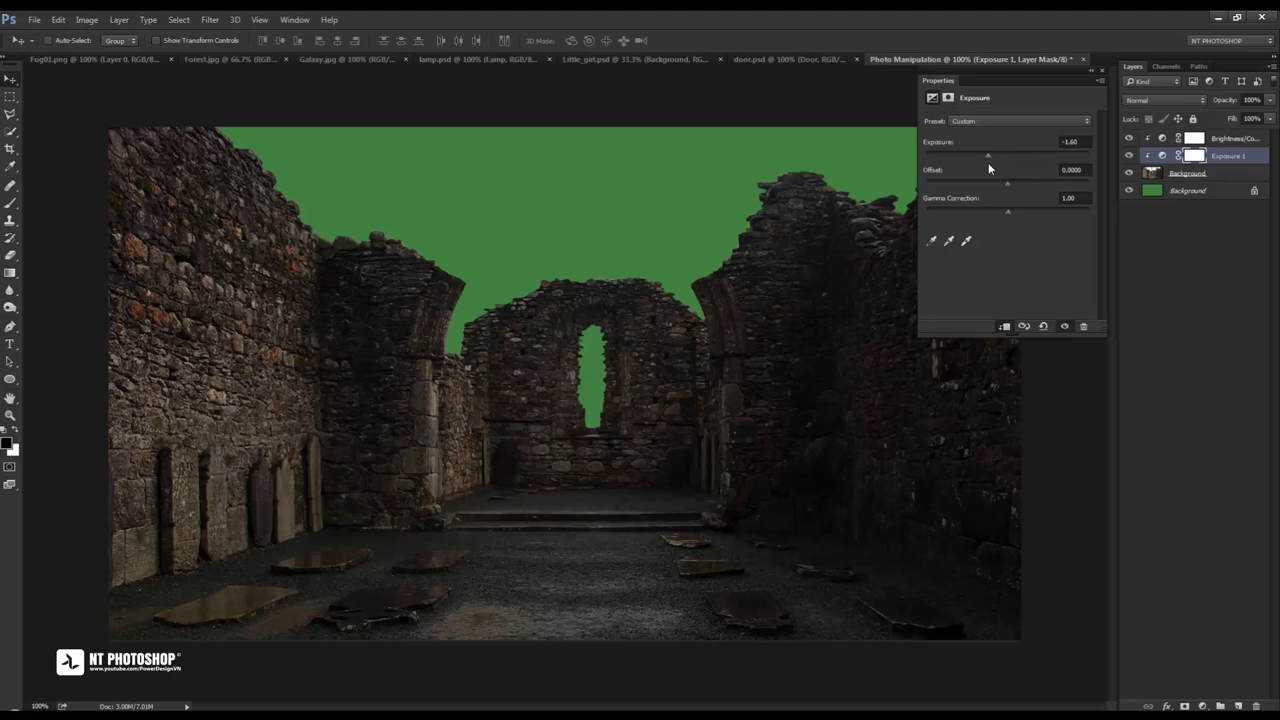 Ps File Edit Image Layer Type Select Filter 3D View Window Help
Auto-Select: Group Show Transform Controls 3D Mode: NT PHOTOSHOP
Fog01.png @ 100% (Layer 0, RGB/8... × Forest.jpg @ 66.7% (RGB... × Galaxy.jpg @ 100% (RGB/... × lamp.psd @ 100% (Lamp, RGB/8... × Little_girl.psd @ 33.3% (Background, RGB/... × door.psd @ 100% (Door, RGB/... × Photo Manipulation @ 100% (Exposure 1, Layer Mask/8) * ×
Properties
Exposure
Preset: Custom
Exposure: -1.60
Offset: 0.0000
Gamma Correction: 1.00
Layers Channels Paths
Kind
Normal Opacity: 100%
Lock: Fill: 100%
Brightness/Co...
Exposure 1
Background
Background
NT PHOTOSHOP
www.youtube.com/PowerDesignVN
100% Doc: 3.00M/7.01M